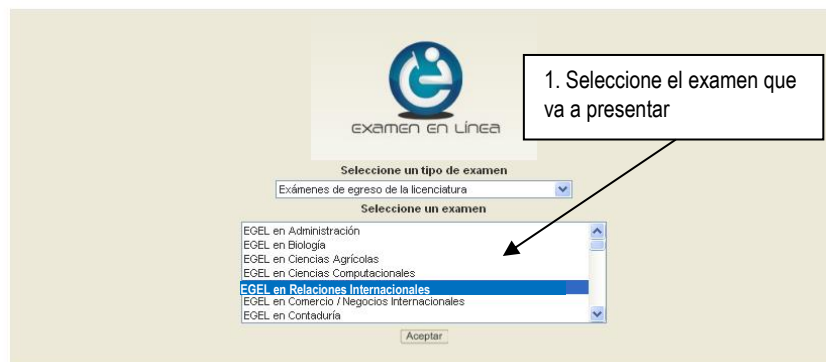 examen en Línea
1. Seleccione el examen que
va a presentar
Seleccione un tipo de examen
Exámenes de egreso de la licenciatura
Seleccione un examen
EGEL en Administración
EGEL en Biología
EGEL en Ciencias Agrícolas
EGEL en Ciencias Computacionales
EGEL en Relaciones Internacionales
EGEL en Comercio / Negocios Internacionales
EGEL en Contaduría
Aceptar